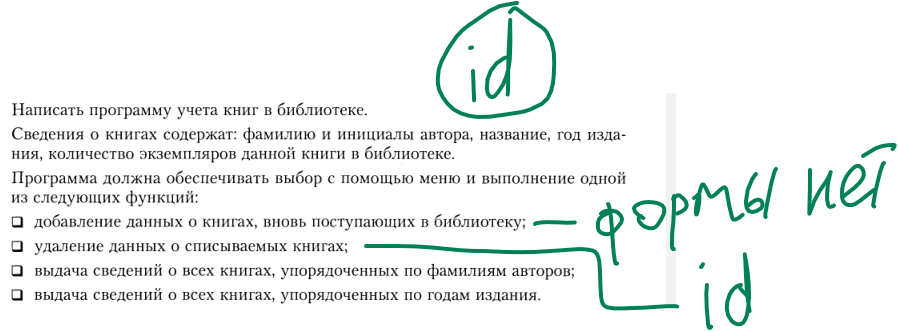 id
Написать программу учета книг в библиотеке.
Сведения о книгах содержат: фамилию и инициалы автора, название, год изда-
ния, количество экземпляров данной книги в библиотеке.
Программа должна обеспечивать выбор с помощью меню и выполнение одной
из следующих функций:
❑ добавление данных о книгах, вновь поступающих в библиотеку;
формы нет
❑ удаление данных о списываемых книгах;
id
❑ выдача сведений о всех книгах, упорядоченных по фамилиям авторов;
❑ выдача сведений о всех книгах, упорядоченных по годам издания.